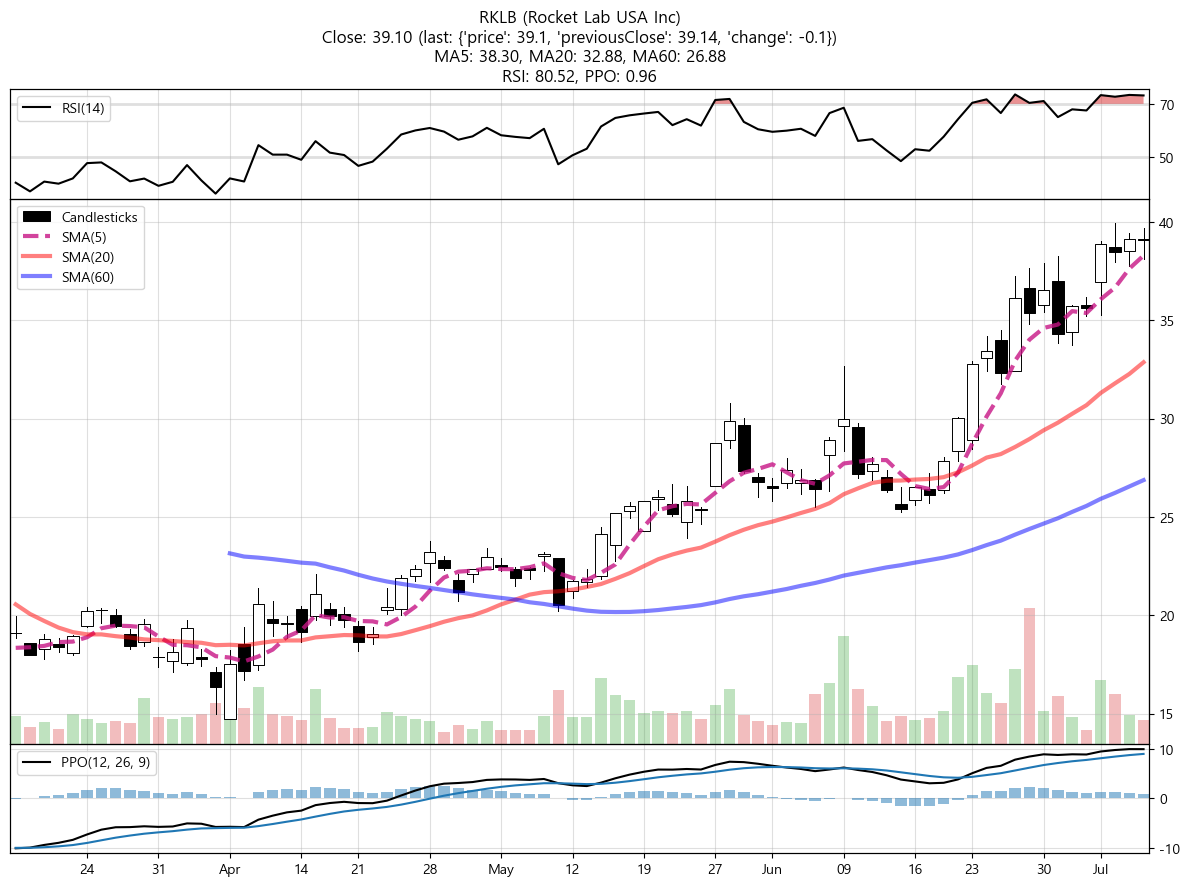 RKLB (Rocket Lab USA Inc)
Close: 39.10 (last: {'price': 39.1, 'previousClose': 39.14, 'change': -0.1})
MA5: 38.30, MA20: 32.88, MA60: 26.88
RSI: 80.52, PPO: 0.96
RSI(14)
70
50
Candlesticks
SMA(5)
SMA(20)
SMA(60)
40
35
30
25
20
15
PPO(12, 26, 9)
10
0
-10
24 31 Apr 14 21 28 May 12 19 27 Jun 09 16 23 30 Jul